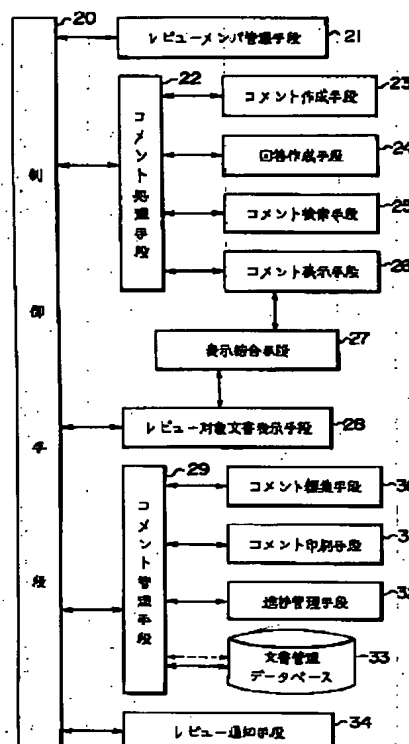 20
レビューメンバ管理手段
21
制御手段
22
コメント処理手段
コメント作成手段
23
回答作成手段
24
コメント検索手段
25
コメント表示手段
26
表示結合手段
27
レビュー対象文書表示手段
28
29
コメント管理手段
コメント編集手段
30
コメント印刷手段
進捗管理手段
文書管理
データベース
33
レビュー通知手段
34